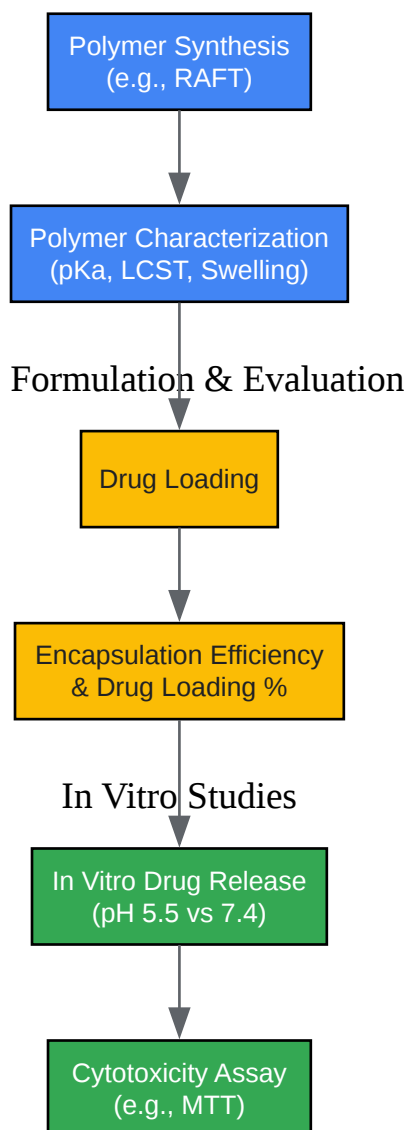 Polymer Synthesis
(e.g., RAFT)
Polymer Characterization
(pKa, LCST, Swelling)
Formulation & Evaluation
Drug Loading
Encapsulation Efficiency
& Drug Loading %
In Vitro Studies
In Vitro Drug Release
(pH 5.5 vs 7.4)
Cytotoxicity Assay
(e.g., MTT)